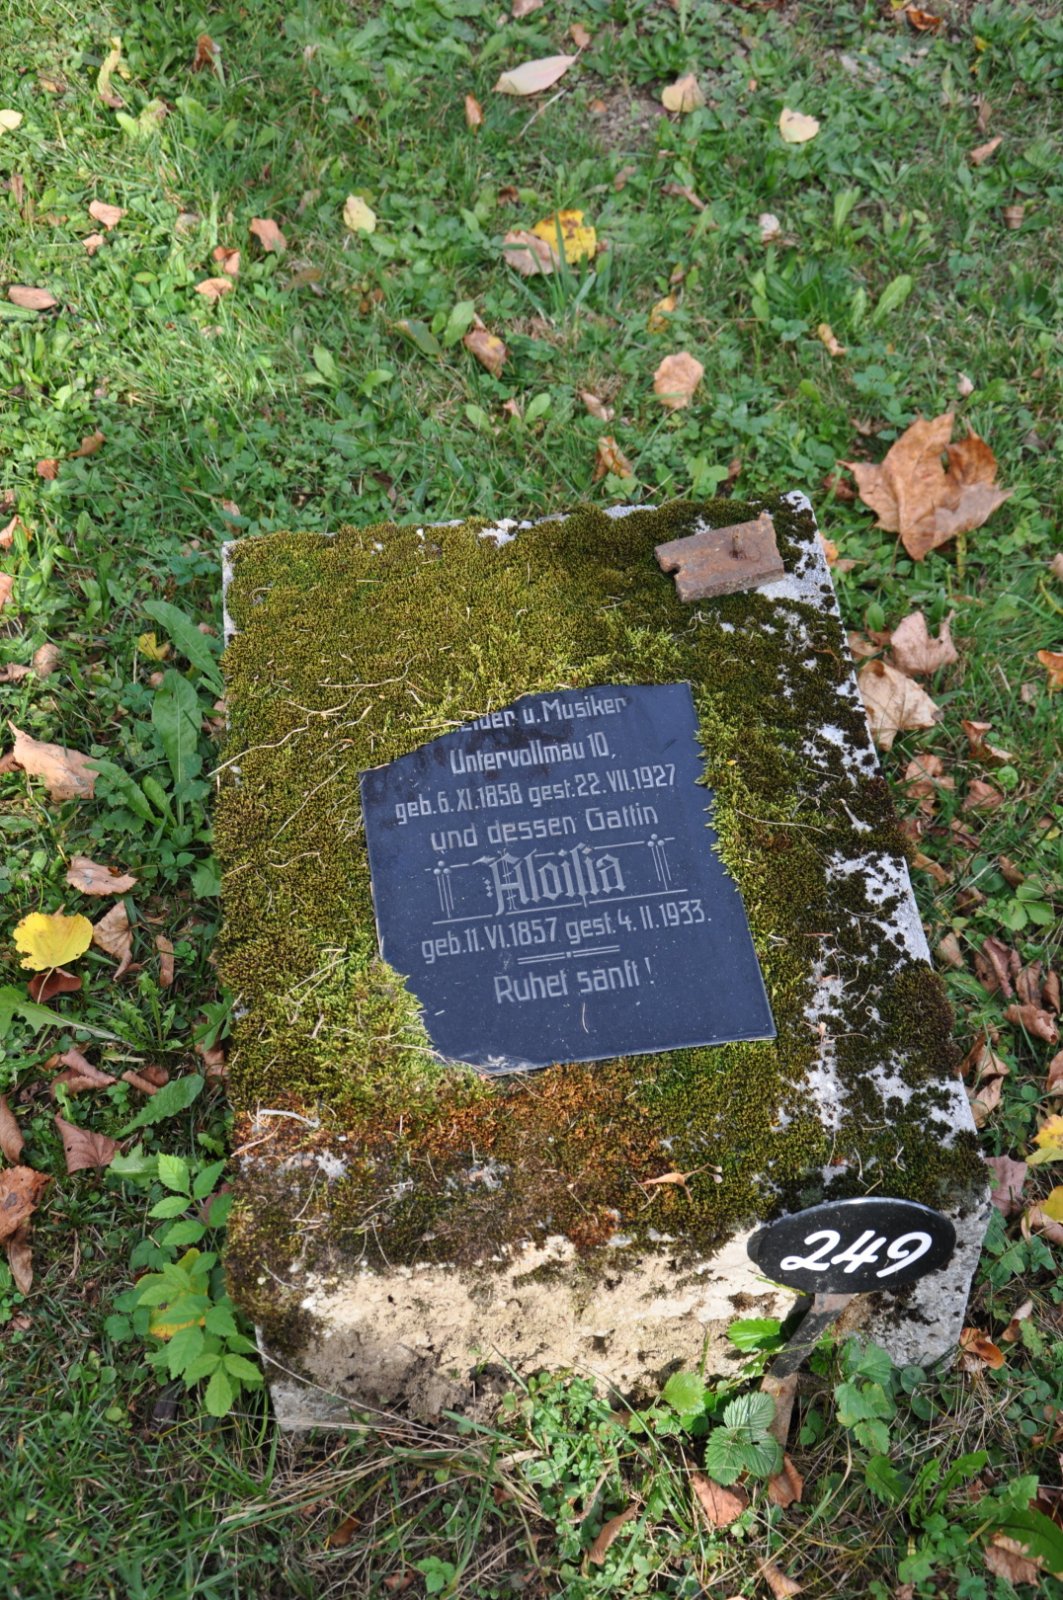 eider u. Musiker
Untervollmau 10,
geb. 6. XI. 1858 gest. 22. VII. 1927
und dessen Gattin
Aloisia
geb. 11. VI. 1857 gest. 4. II. 1933.
Ruhet sanft!
249